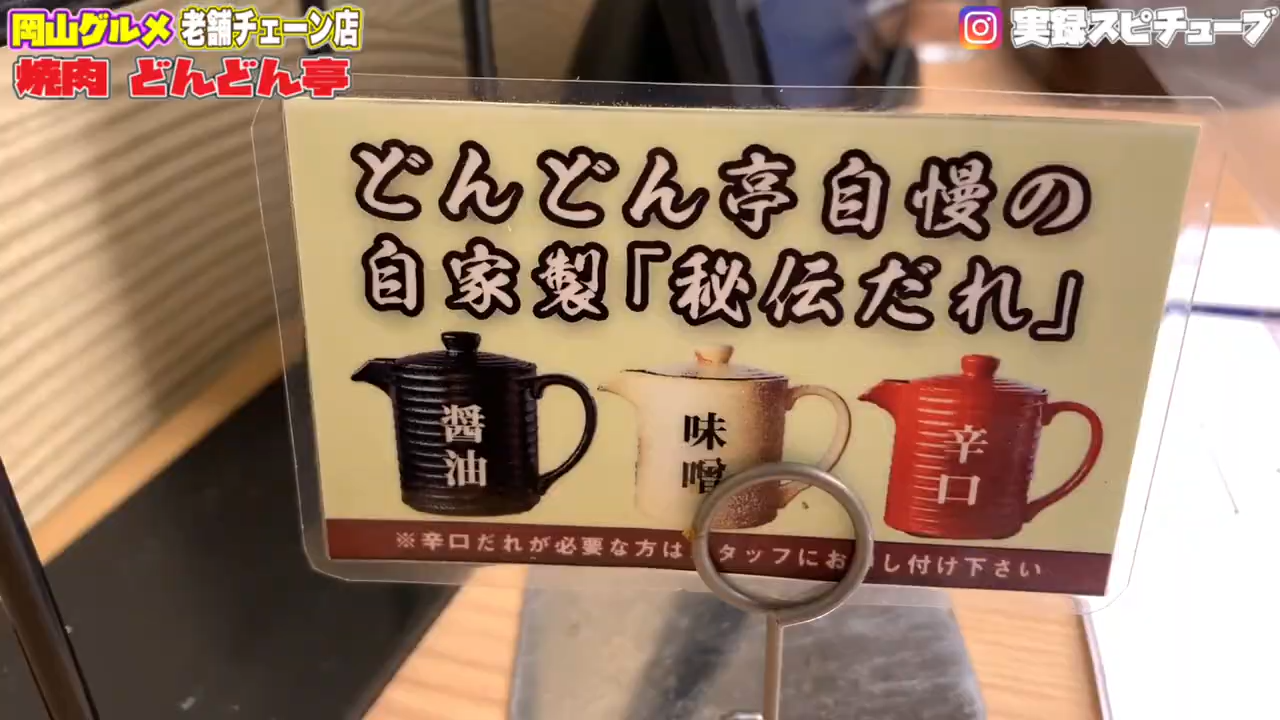 岡山グルメ 老舗チェーン店
焼肉 どんどん亭
実録スピチューブ
どんどん亭自慢の
自家製「秘伝だれ」
醤油
味噌
辛口
※辛口だれが必要な方は タッフにお し付け下さい